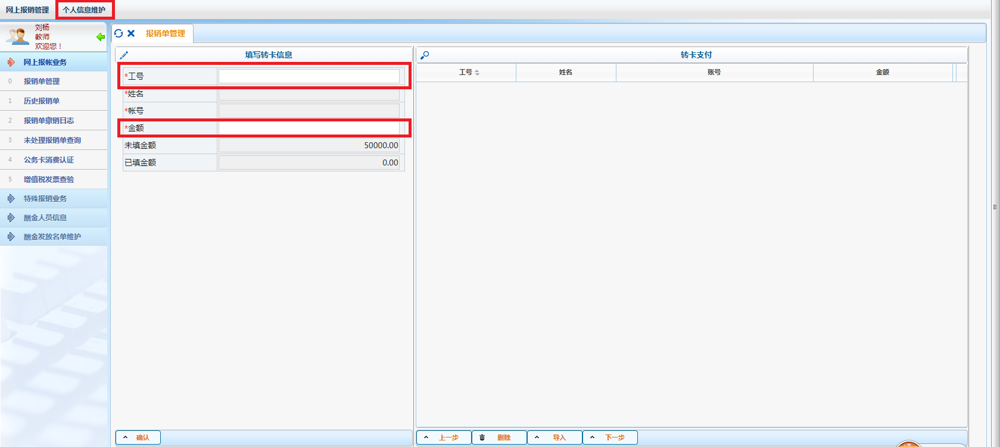 网上报销管理 个人信息维护
刘杨
教师
欢迎您！
网上报帐业务
0 报销单管理
1 历史报销单
2 报销单撤销日志
3 未处理报销单查询
4 公务卡消费认证
5 增值税发票查验
特殊报销业务
酬金人员信息
酬金发放名单维护
报销单管理
填写转卡信息
*工号
*姓名
*帐号
*金额
未填金额 50000.00
已填金额 0.00
确认
转卡支付
工号 姓名 账号 金额
上一步 删除 导入 下一步